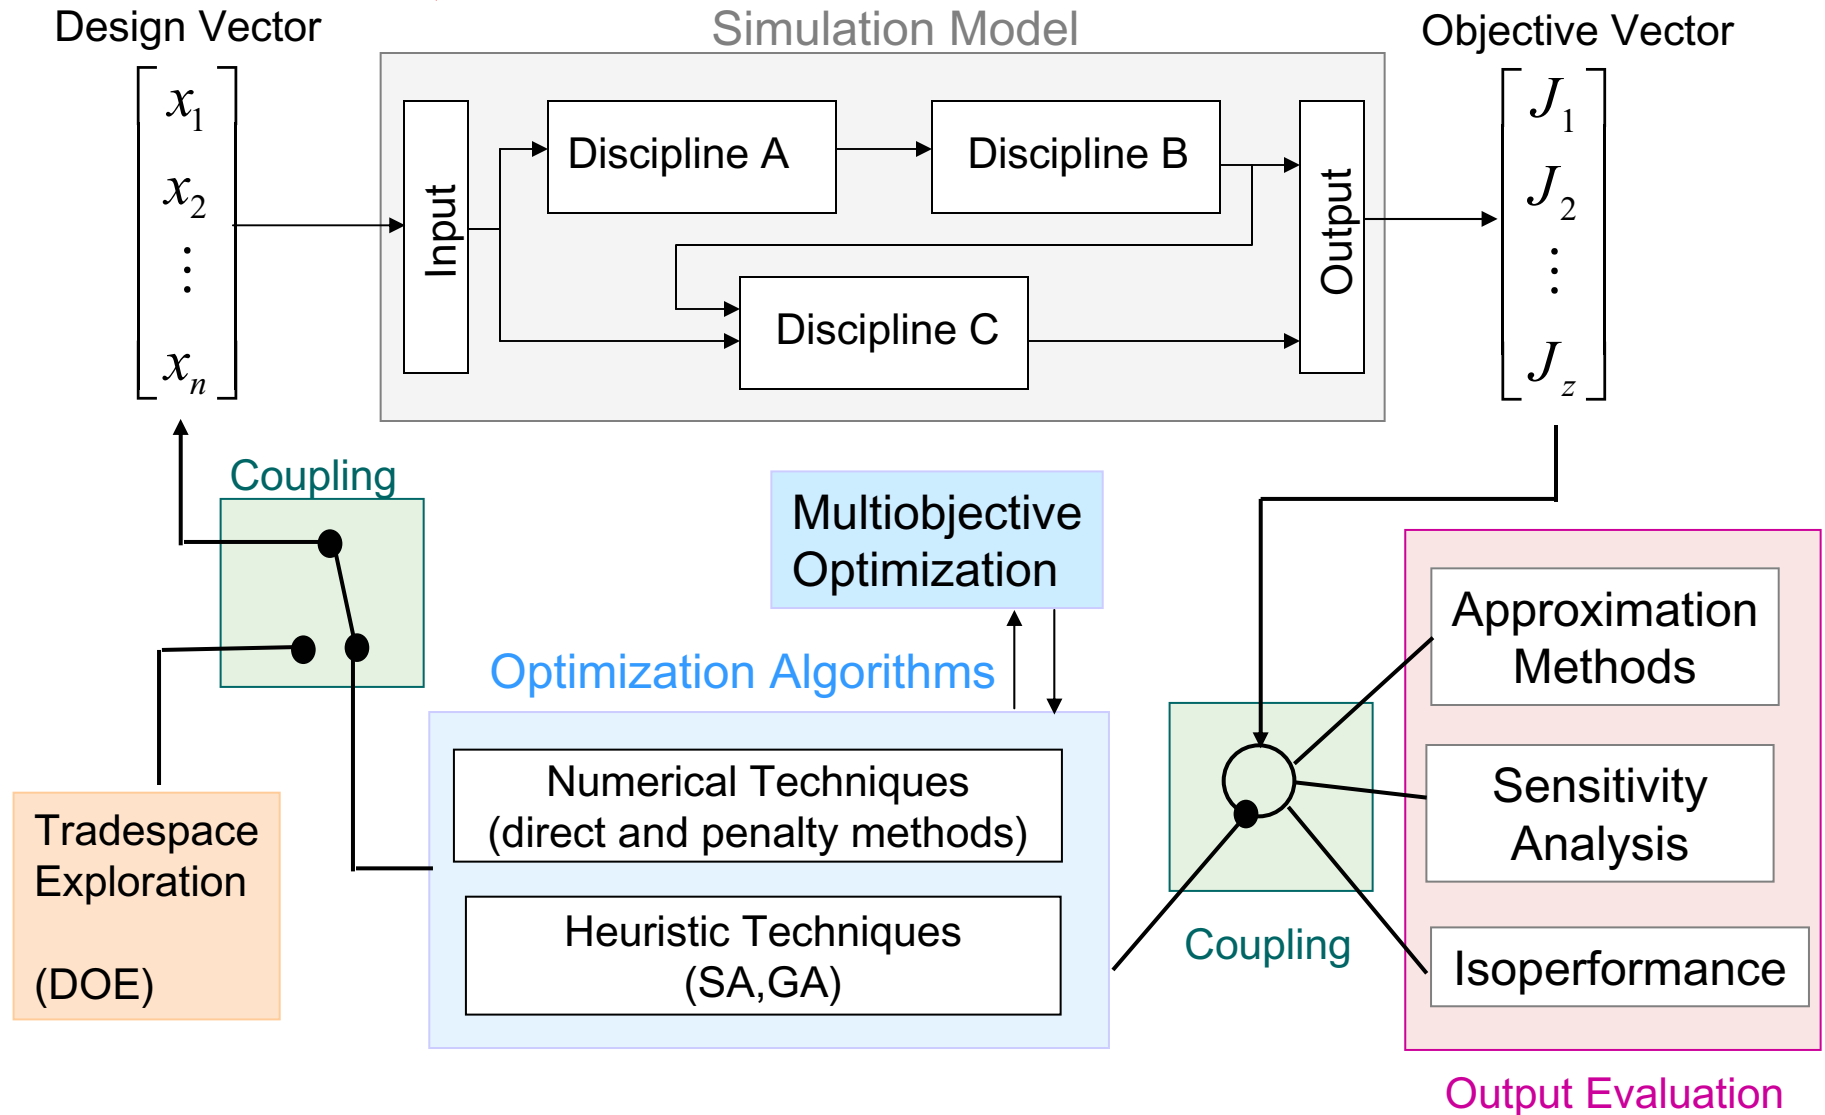 Design Vector
Simulation Model
Objective Vector
x1
x2
⋮
xn
Input
Discipline A
Discipline B
Discipline C
Output
J1
J2
⋮
Jz
Coupling
Multiobjective
Optimization
Optimization Algorithms
Numerical Techniques
(direct and penalty methods)
Heuristic Techniques
(SA,GA)
Tradespace
Exploration
(DOE)
Coupling
Approximation
Methods
Sensitivity
Analysis
Isoperformance
Output Evaluation